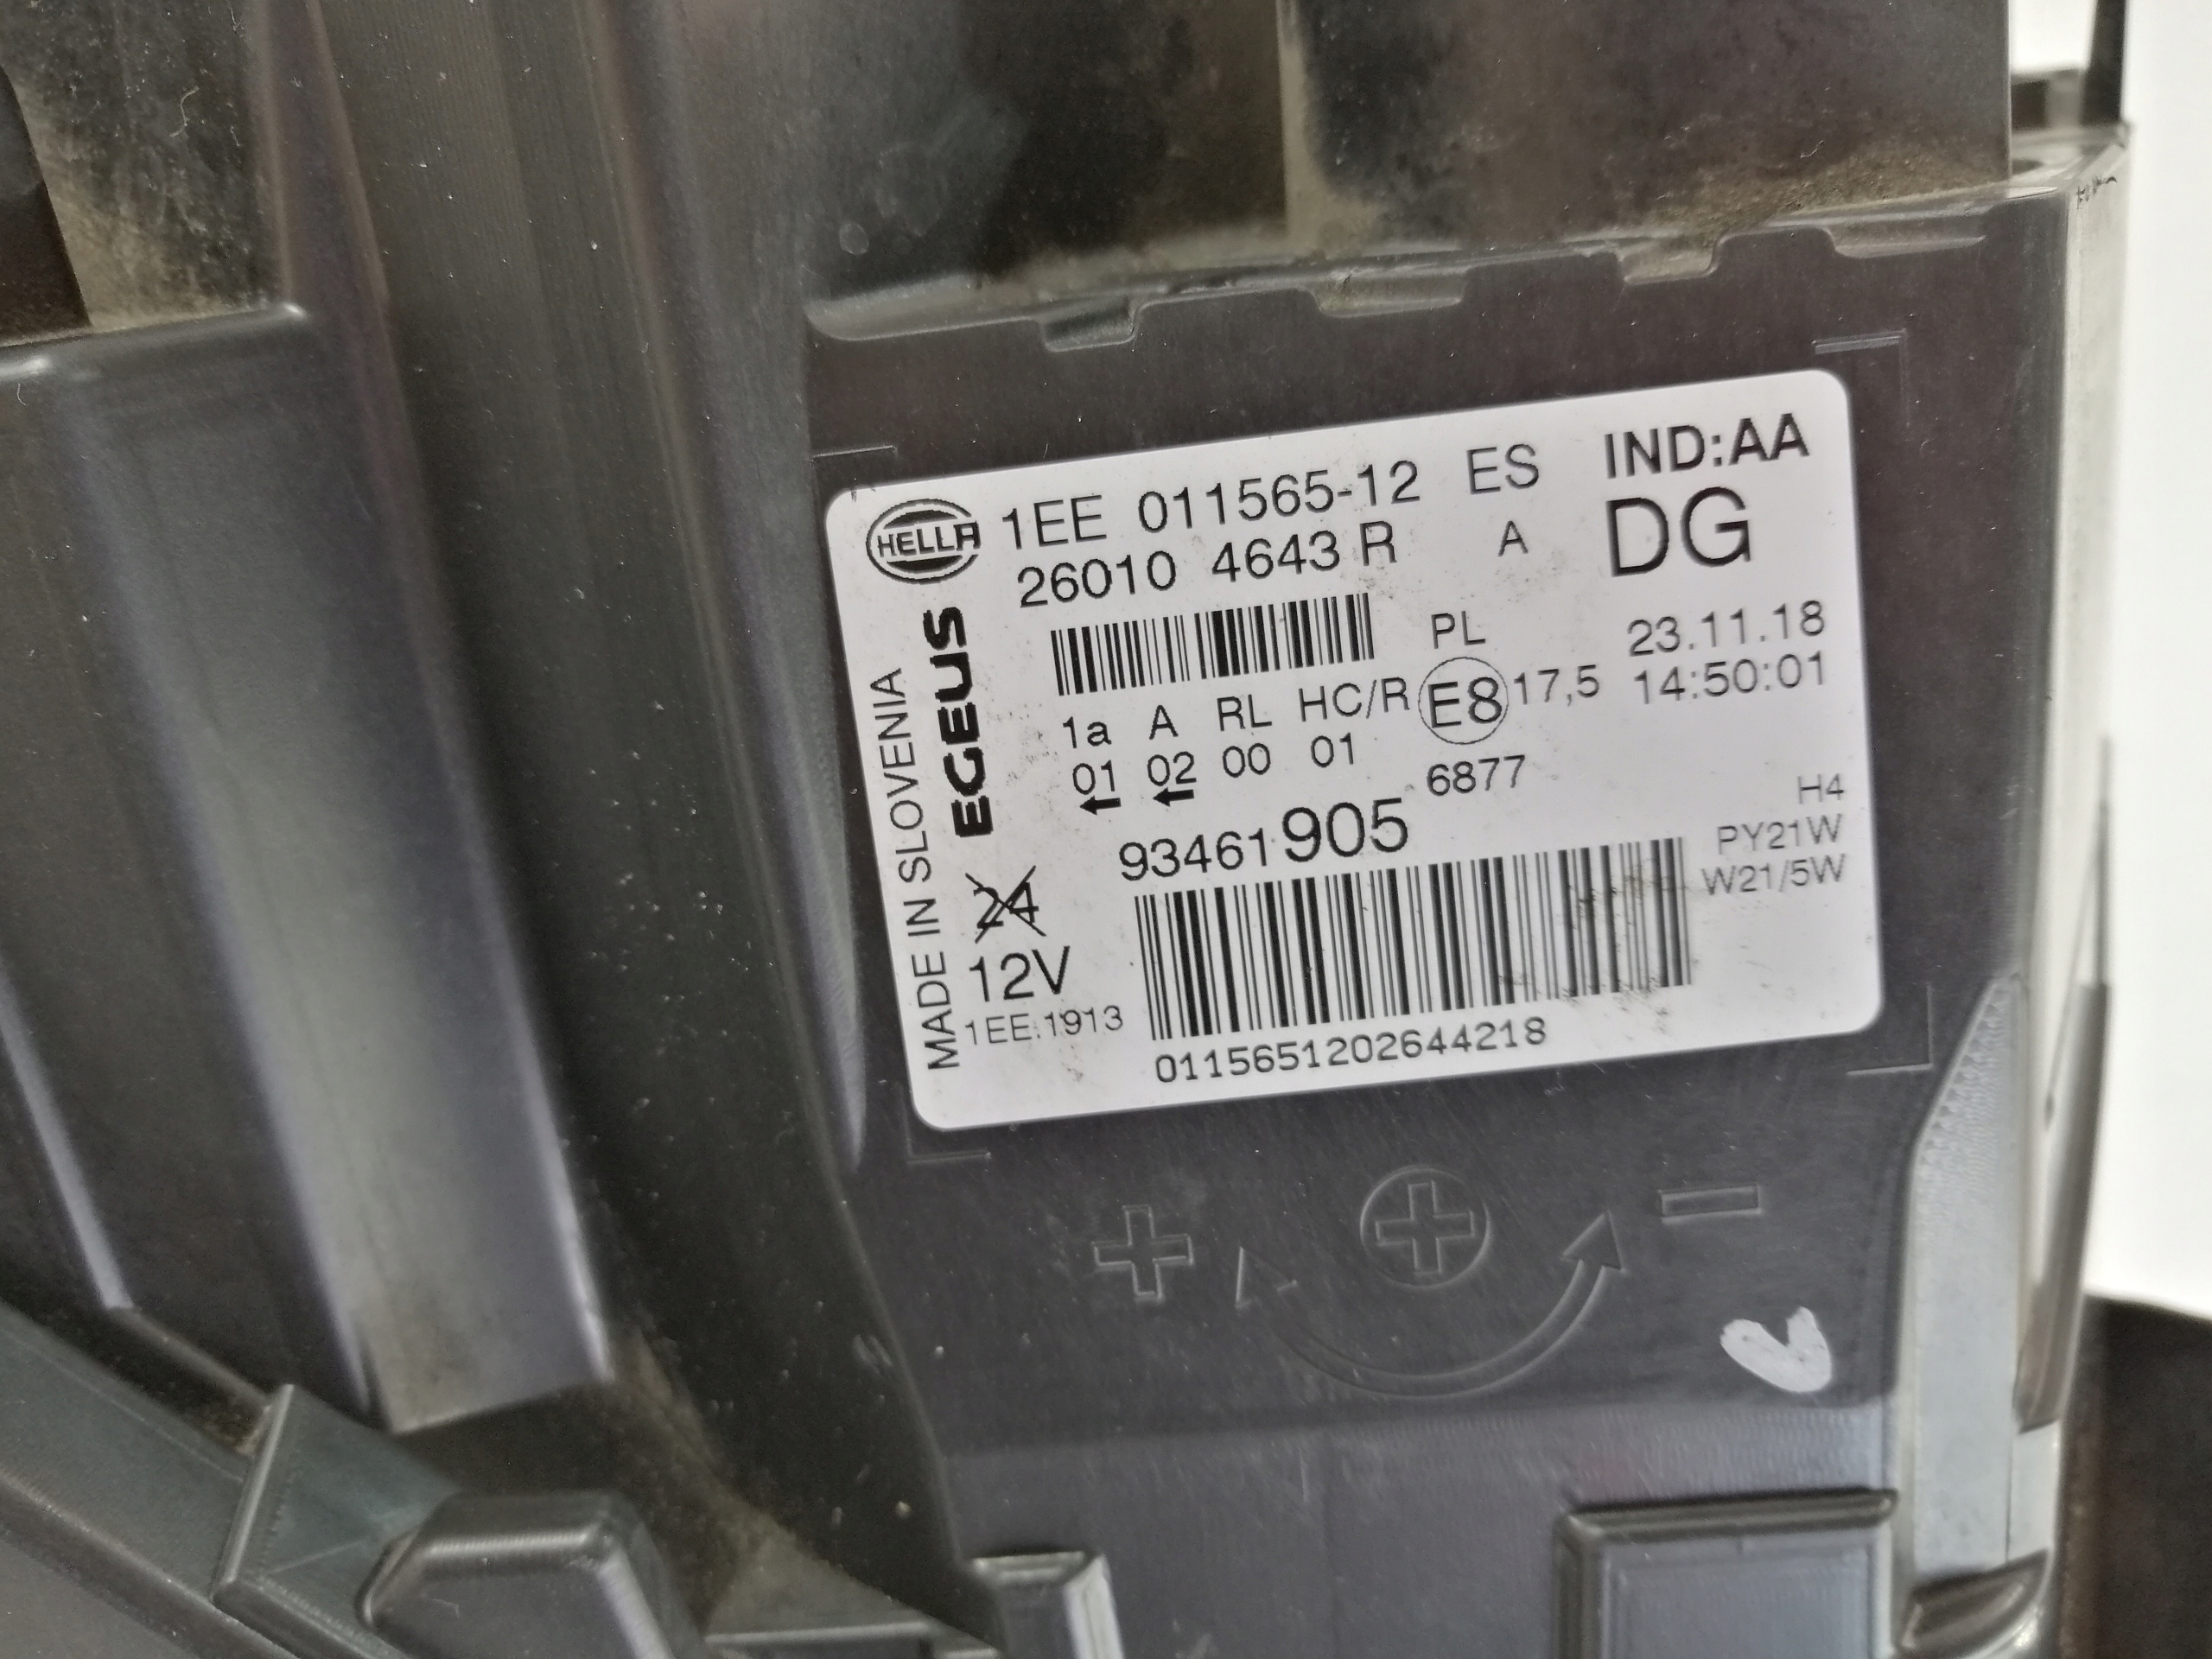 HELLA 1EE 011565-12 ES IND:AA
26010 4643 R A DG
PL 23.11.18
1a A RL HC/R E8 17,5 14:50:01
01 02 00 01 6877
93461905 H4
PY21W
W21/5W
24
12V
1EE.1913
0115651202644218
EGEUS
MADE IN SLOVENIA